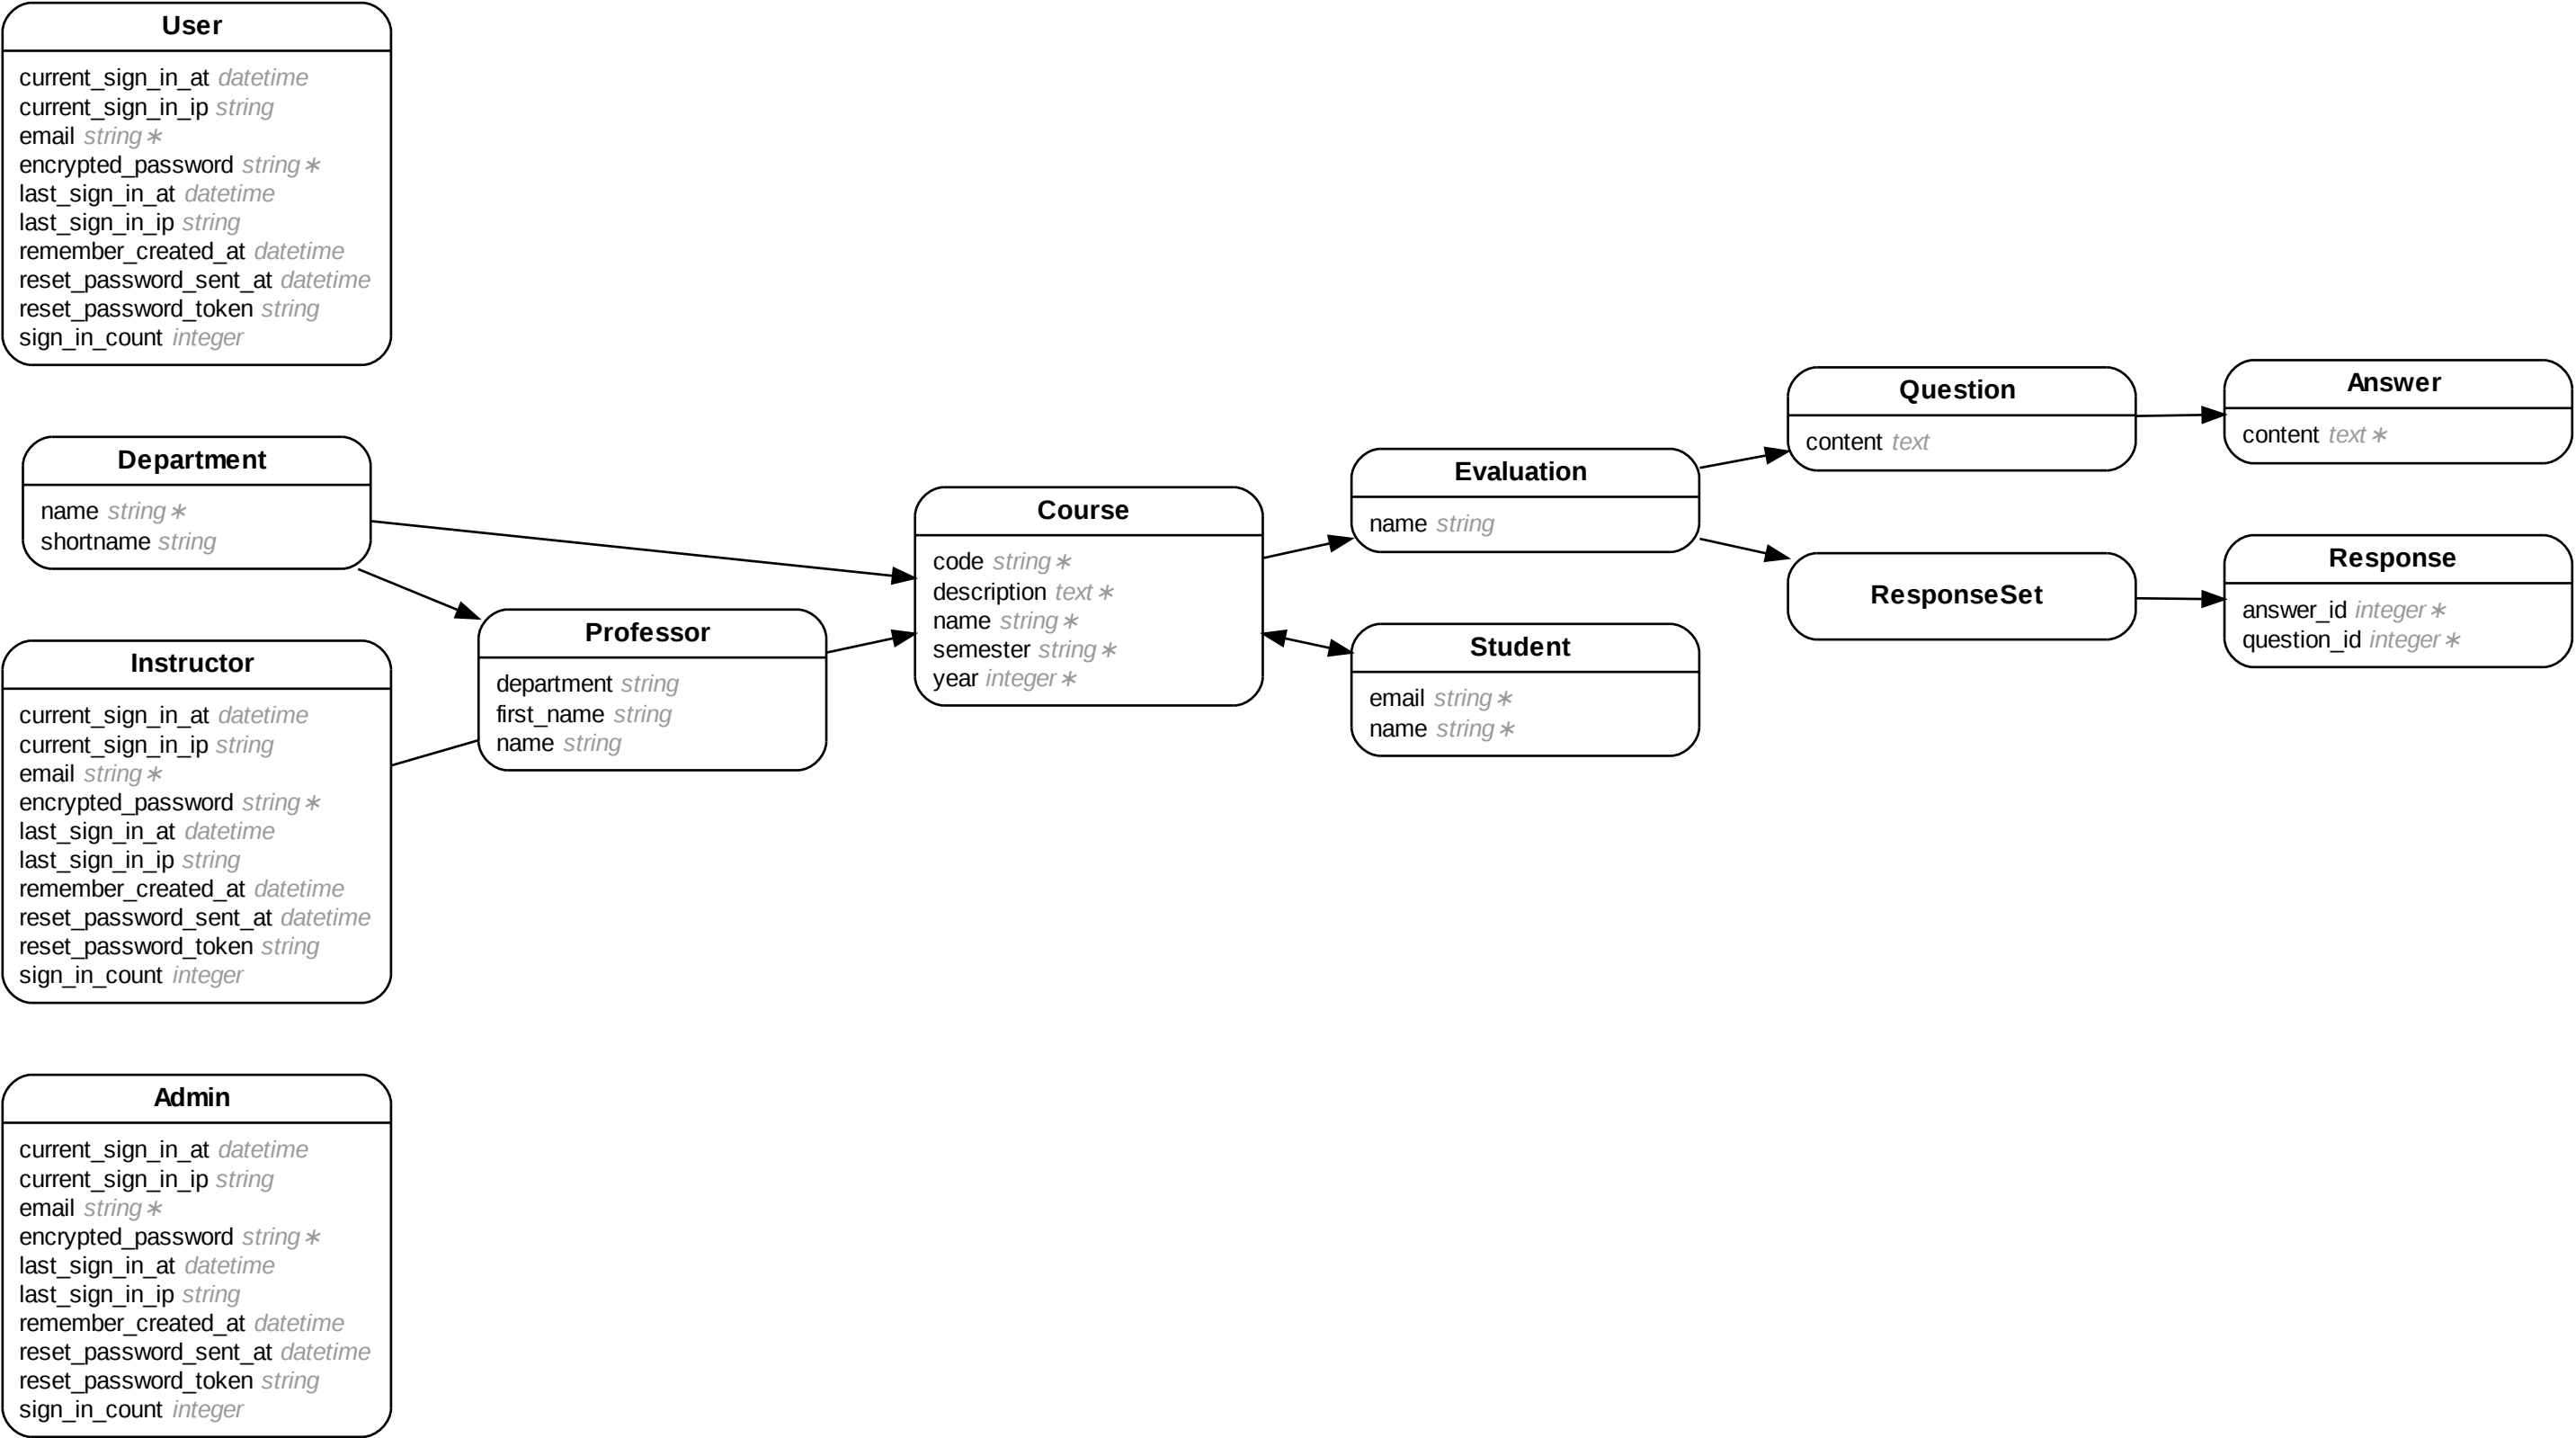 User
current_sign_in_at datetime
current_sign_in_ip string
email string ∗
encrypted_password string ∗
last_sign_in_at datetime
last_sign_in_ip string
remember_created_at datetime
reset_password_sent_at datetime
reset_password_token string
sign_in_count integer
Department
name string ∗
shortname string
Instructor
current_sign_in_at datetime
current_sign_in_ip string
email string ∗
encrypted_password string ∗
last_sign_in_at datetime
last_sign_in_ip string
remember_created_at datetime
reset_password_sent_at datetime
reset_password_token string
sign_in_count integer
Admin
current_sign_in_at datetime
current_sign_in_ip string
email string ∗
encrypted_password string ∗
last_sign_in_at datetime
last_sign_in_ip string
remember_created_at datetime
reset_password_sent_at datetime
reset_password_token string
sign_in_count integer
Professor
department string
first_name string
name string
Course
code string ∗
description text ∗
name string ∗
semester string ∗
year integer ∗
Evaluation
name string
Student
email string ∗
name string ∗
Question
content text
ResponseSet
Answer
content text ∗
Response
answer_id integer ∗
question_id integer ∗